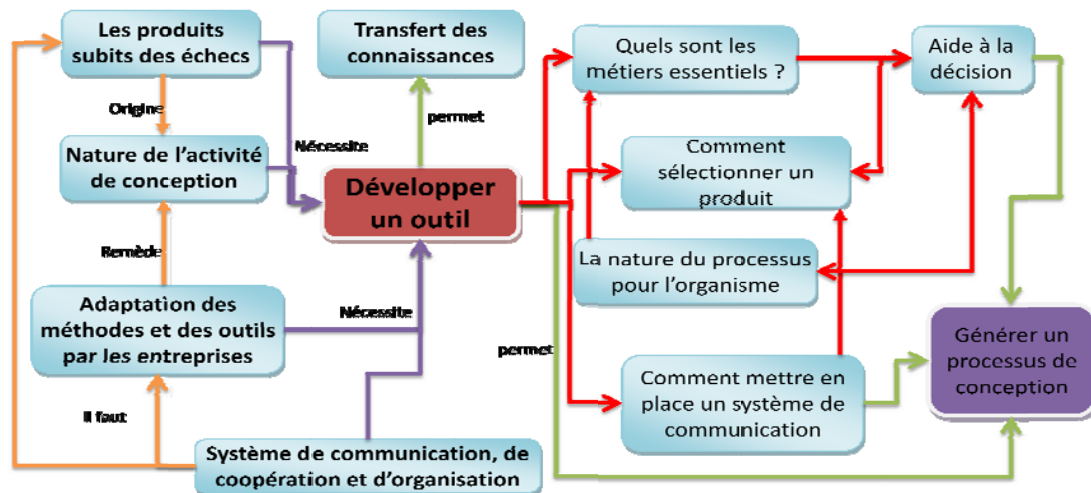 Les produits
subits des échecs
Transfert des
connaissances
Quels sont les
métiers essentiels ?
Aide à la
décision
Origine
permet
Nécessite
Nature de l'activité
de conception
Développer
un outil
Comment
sélectionner un
produit
Remède
La nature du processus
pour l'organisme
Adaptation des
méthodes et des outils
par les entreprises
Nécessite
permet
Générer un
processus de
conception
Comment mettre en
place un système de
communication
Il faut
Système de communication, de
coopération et d'organisation